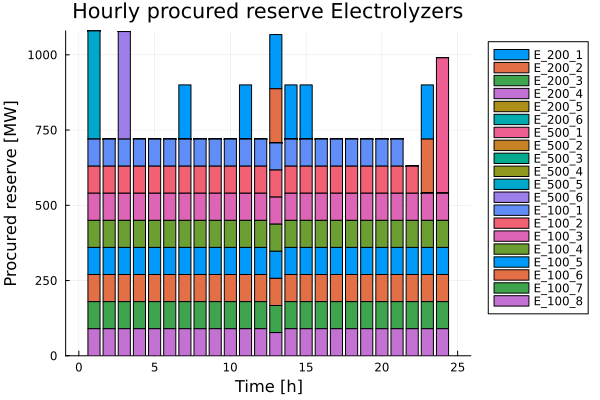 Hourly procured reserve Electrolyzers
Procured reserve [MW]
1000
750
500
250
0
0 5 10 15 20 25
Time [h]
E_200_1
E_200_2
E_200_3
E_200_4
E_200_5
E_200_6
E_500_1
E_500_2
E_500_3
E_500_4
E_500_5
E_500_6
E_100_1
E_100_2
E_100_3
E_100_4
E_100_5
E_100_6
E_100_7
E_100_8